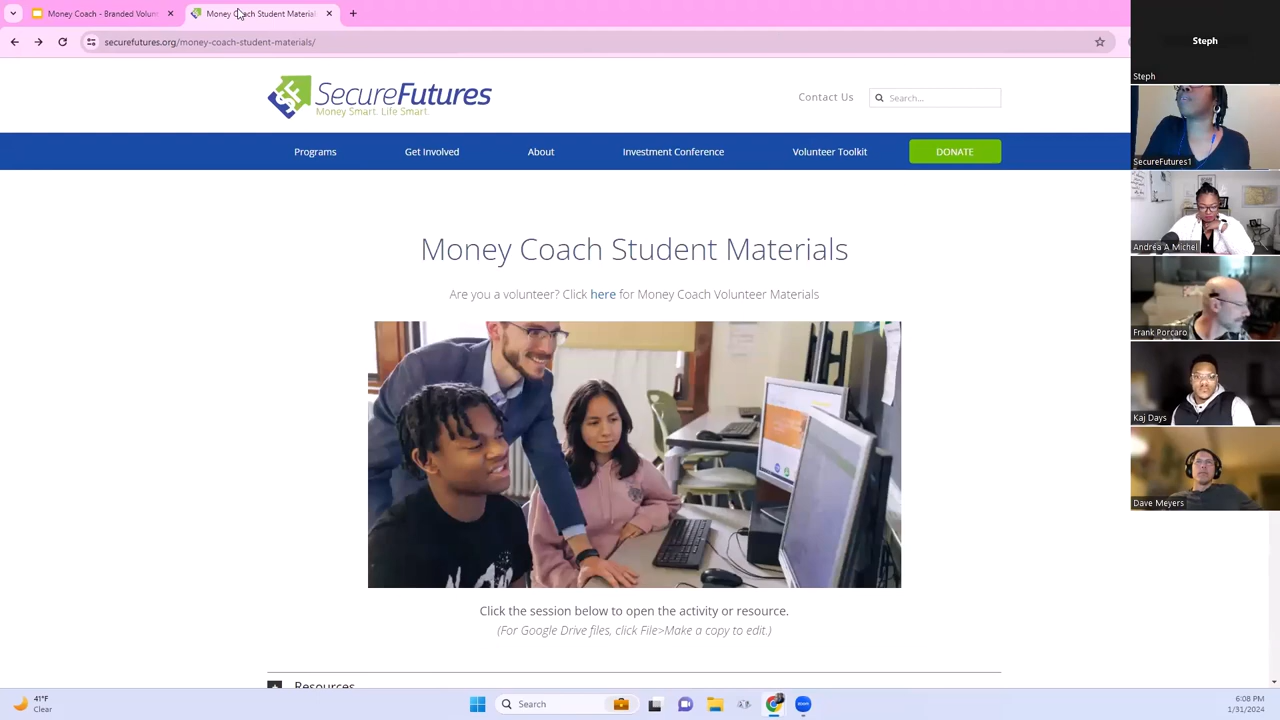 Money Coach - Branded Volun
Money Coach Student Material
securefutures.org/money-coach-student-materials/
SF
SecureFutures
Money Smart. Life Smart.
Contact Us
Search...
Programs
Get Involved
About
Investment Conference
Volunteer Toolkit
DONATE
Money Coach Student Materials
Are you a volunteer? Click here for Money Coach Volunteer Materials
Click the session below to open the activity or resource.
(For Google Drive files, click File>Make a copy to edit.)
Resources
Steph
Steph
SecureFutures1
Andréa A Michel
Frank Porcaro
Kaj Days
Dave Meyers
41°F
Clear
Search
6:08 PM
1/31/2024